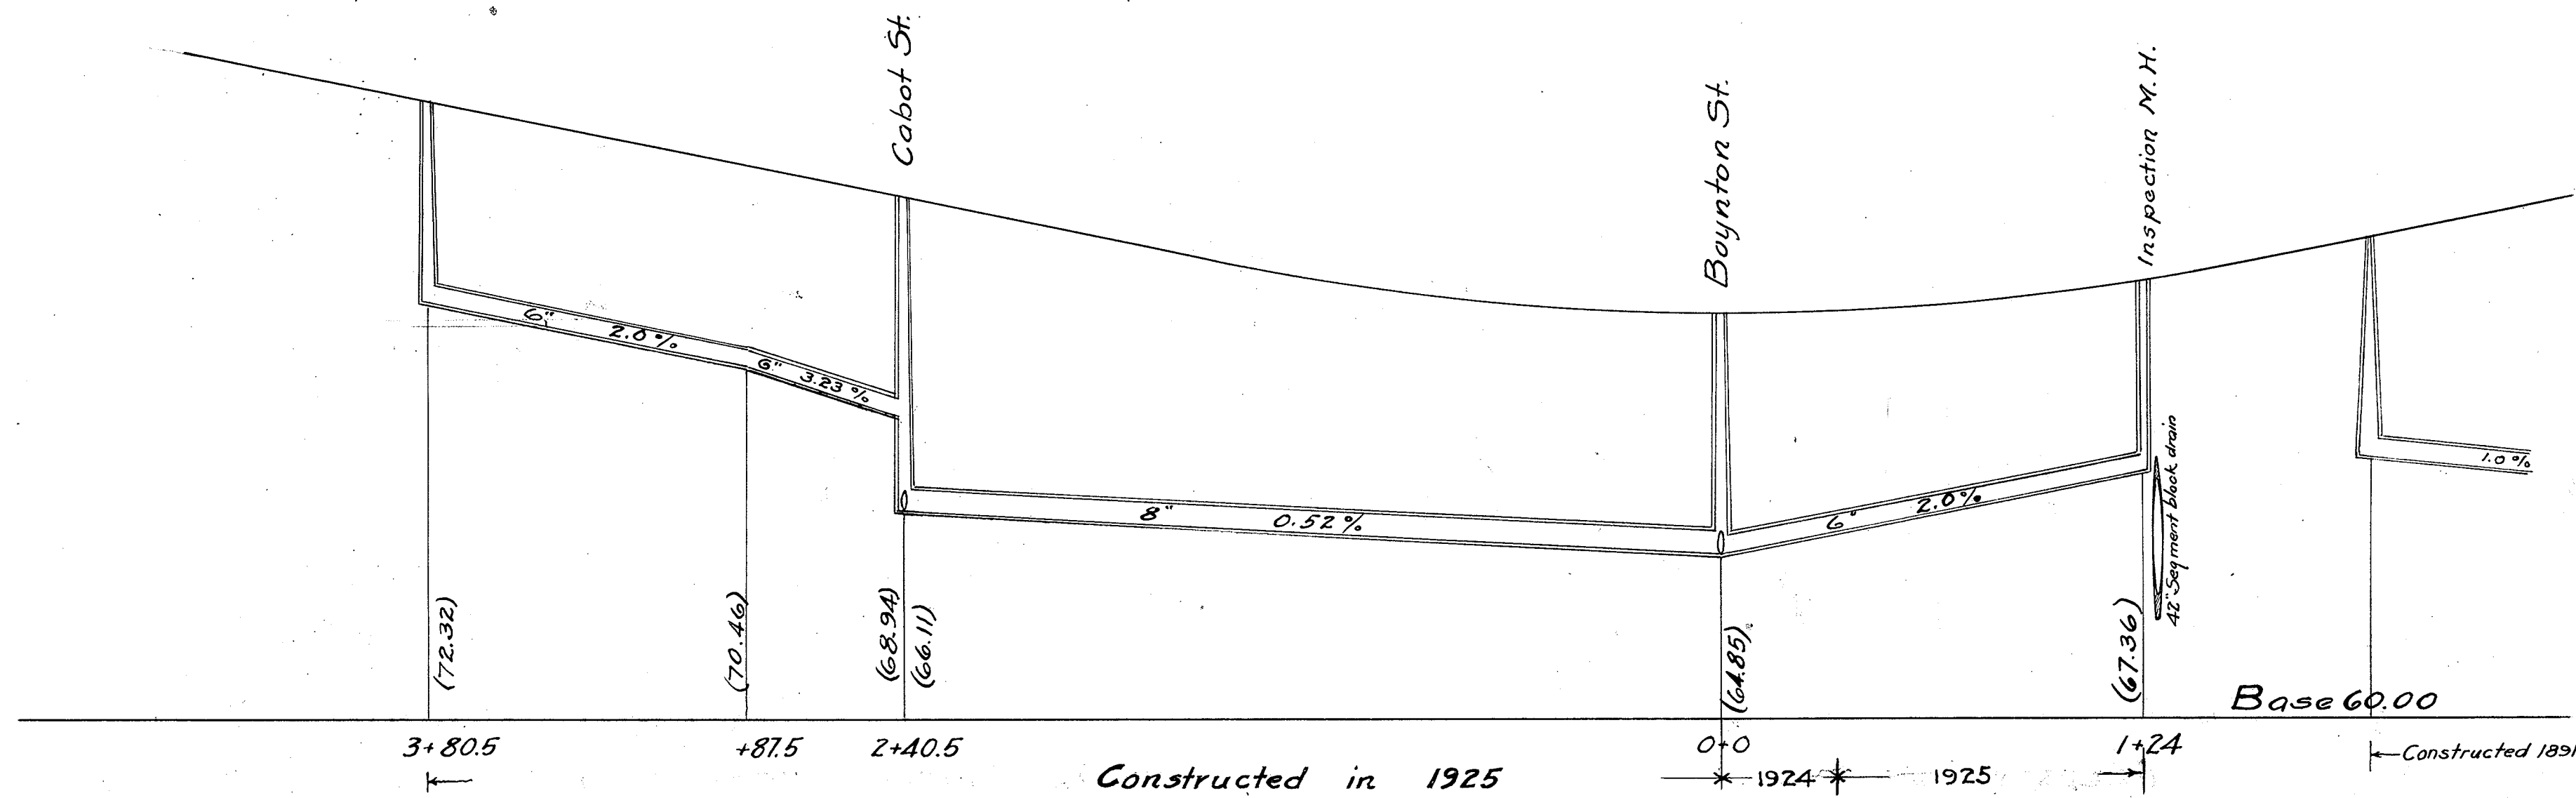 Cabot St.
Boynton St.
Inspection M.H.
6" 2.0%
6" 3.23%
8" 0.52%
6" 2.0%
1.0%
42" Segment block drain
(72.32)
(70.46)
(68.94)
(66.11)
(64.85)
(67.36)
Base 60.00
3+80.5
+87.5
2+40.5
0+0
1+24
Constructed in 1925
1924
1925
Constructed 1891